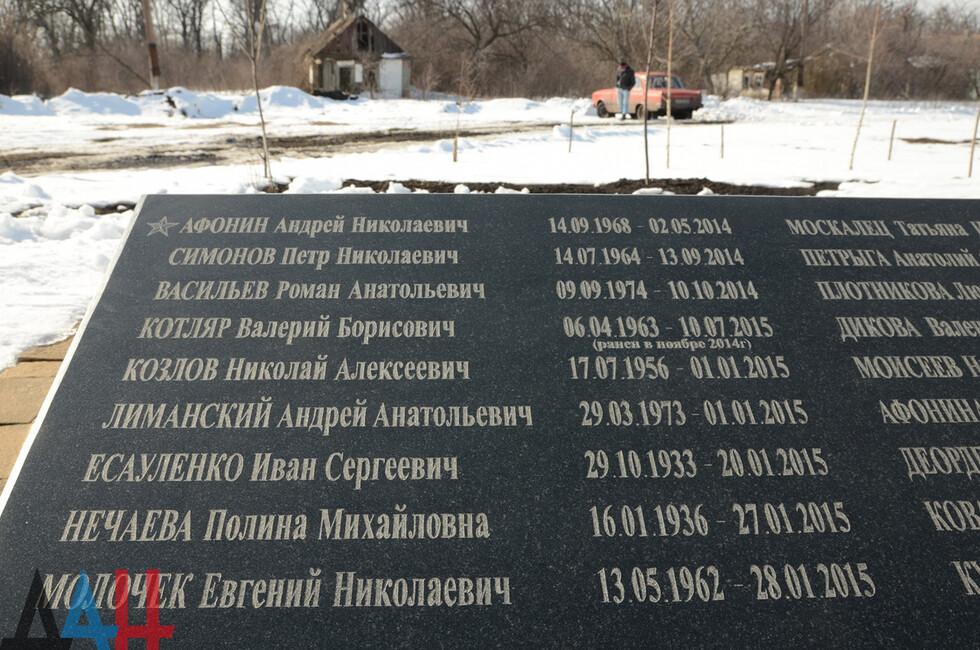 АФОНИН Андрей Николаевич 14.09.1968 - 02.05.2014 МОСКАЛЕЦ Татьяна
СИМОНОВ Петр Николаевич 14.07.1964 - 13.09.2014 ПЕТРЫГА Анатолий
ВАСИЛЬЕВ Роман Анатольевич 09.09.1974 - 10.10.2014 ПЛОТНИКОВА
КОТЛЯР Валерий Борисович 06.04.1963 - 10.07.2015 ДИКОВА
(ранен в ноябре 2014г)
КОЗЛОВ Николай Алексеевич 17.07.1956 - 01.01.2015 МОИСЕЕВ
ЛИМАНСКИЙ Андрей Анатольевич 29.03.1973 - 01.01.2015 АФОНИН
ЕСАУЛЕНКО Иван Сергеевич 29.10.1933 - 20.01.2015
НЕЧАЕВА Полина Михайловна 16.01.1936 - 27.01.2015
МОЛОЧЕК Евгений Николаевич 13.05.1962 - 28.01.2015
ДАН